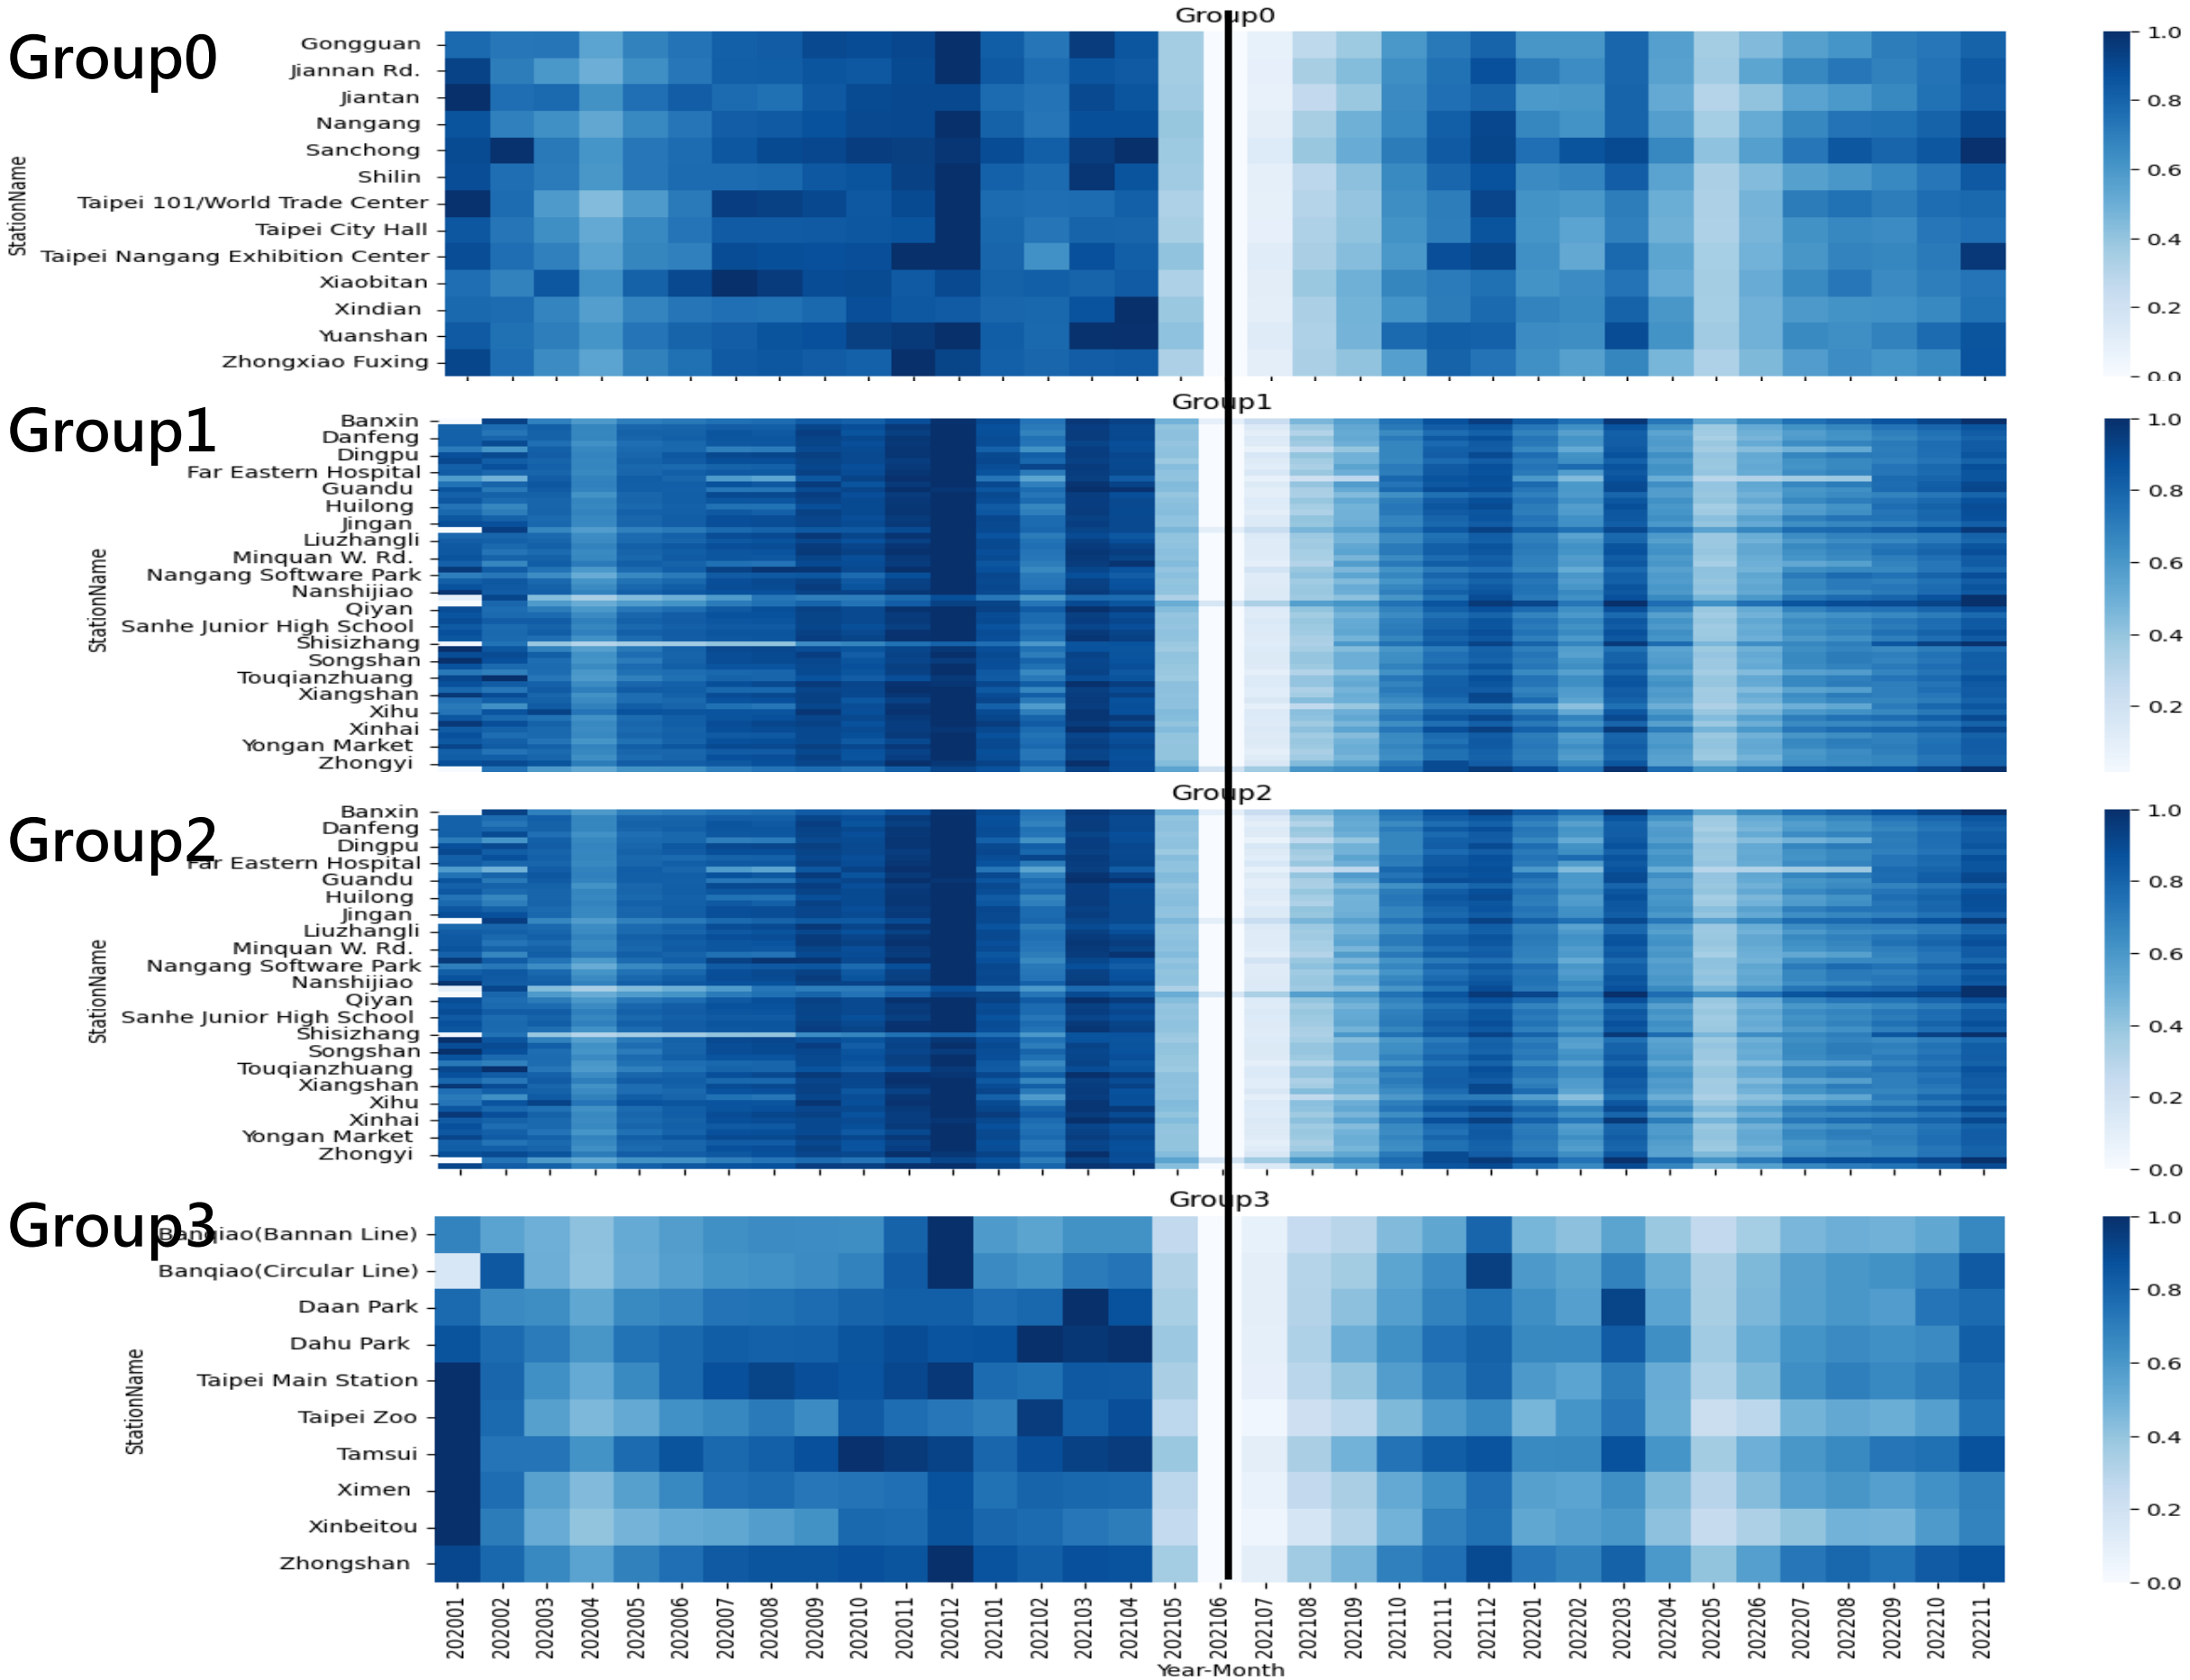 Group0
Group0
StationName
Gongguan
Jiannan Rd.
Jiantan
Nangang
Sanchong
Shilin
Taipei 101/World Trade Center
Taipei City Hall
Taipei Nangang Exhibition Center
Xiaobitan
Xindian
Yuanshan
Zhongxiao Fuxing
1.0
0.8
0.6
0.4
0.2
0.0
Group1
Group1
StationName
Banxin
Danfeng
Dingpu
Far Eastern Hospital
Guandu
Huilong
Jingan
Liuzhangli
Minquan W. Rd.
Nangang Software Park
Nanshijiao
Qiyan
Sanhe Junior High School
Shisizhang
Songshan
Touqianzhuang
Xiangshan
Xihu
Xinhai
Yongan Market
Zhongyi
1.0
0.8
0.6
0.4
0.2
Group2
Group2
StationName
Banxin
Danfeng
Dingpu
Far Eastern Hospital
Guandu
Huilong
Jingan
Liuzhangli
Minquan W. Rd.
Nangang Software Park
Nanshijiao
Qiyan
Sanhe Junior High School
Shisizhang
Songshan
Touqianzhuang
Xiangshan
Xihu
Xinhai
Yongan Market
Zhongyi
1.0
0.8
0.6
0.4
0.2
0.0
Group3
Group3
StationName
Banqiao(Bannan Line)
Banqiao(Circular Line)
Daan Park
Dahu Park
Taipei Main Station
Taipei Zoo
Tamsui
Ximen
Xinbeitou
Zhongshan
1.0
0.8
0.6
0.4
0.2
0.0
202001
202002
202003
202004
202005
202006
202007
202008
202009
202010
202011
202012
202101
202102
202103
202104
202105
202106
202107
202108
202109
202110
202111
202112
202201
202202
202203
202204
202205
202206
202207
202208
202209
202210
202211
Year-Month